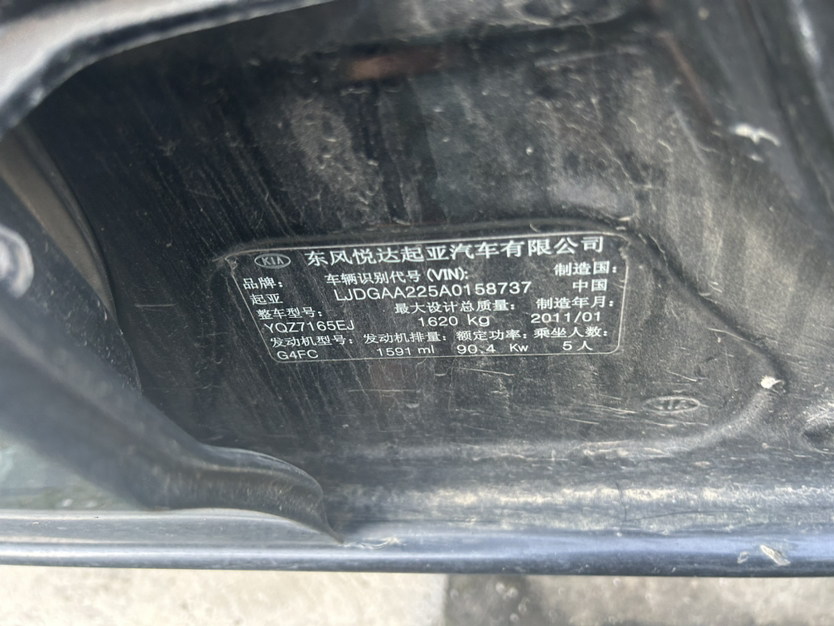 KIA 东风悦达起亚汽车有限公司
品牌: 车辆识别代号(VIN): 制造国:
起亚 LJDGAA225A0158737 中国
整车型号: 最大设计总质量: 制造年月:
YQZ7165EJ 1620 kg 2011/01
发动机型号: 发动机排量: 额定功率: 乘坐人数:
G4FC 1591 ml 90.4 Kw 5 人